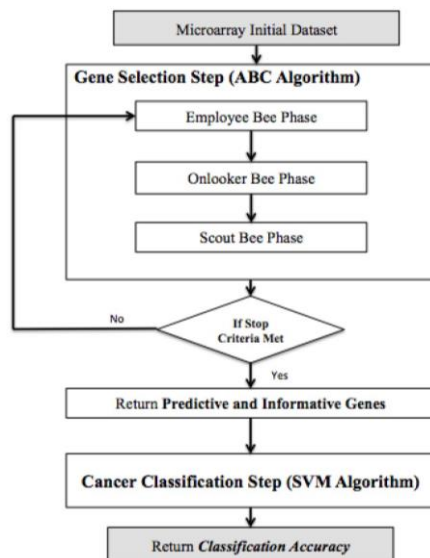 Microarray Initial Dataset
Gene Selection Step (ABC Algorithm)
Employee Bee Phase
Onlooker Bee Phase
Scout Bee Phase
No
If Stop
Criteria Met
Yes
Return Predictive and Informative Genes
Cancer Classification Step (SVM Algorithm)
Return Classification Accuracy